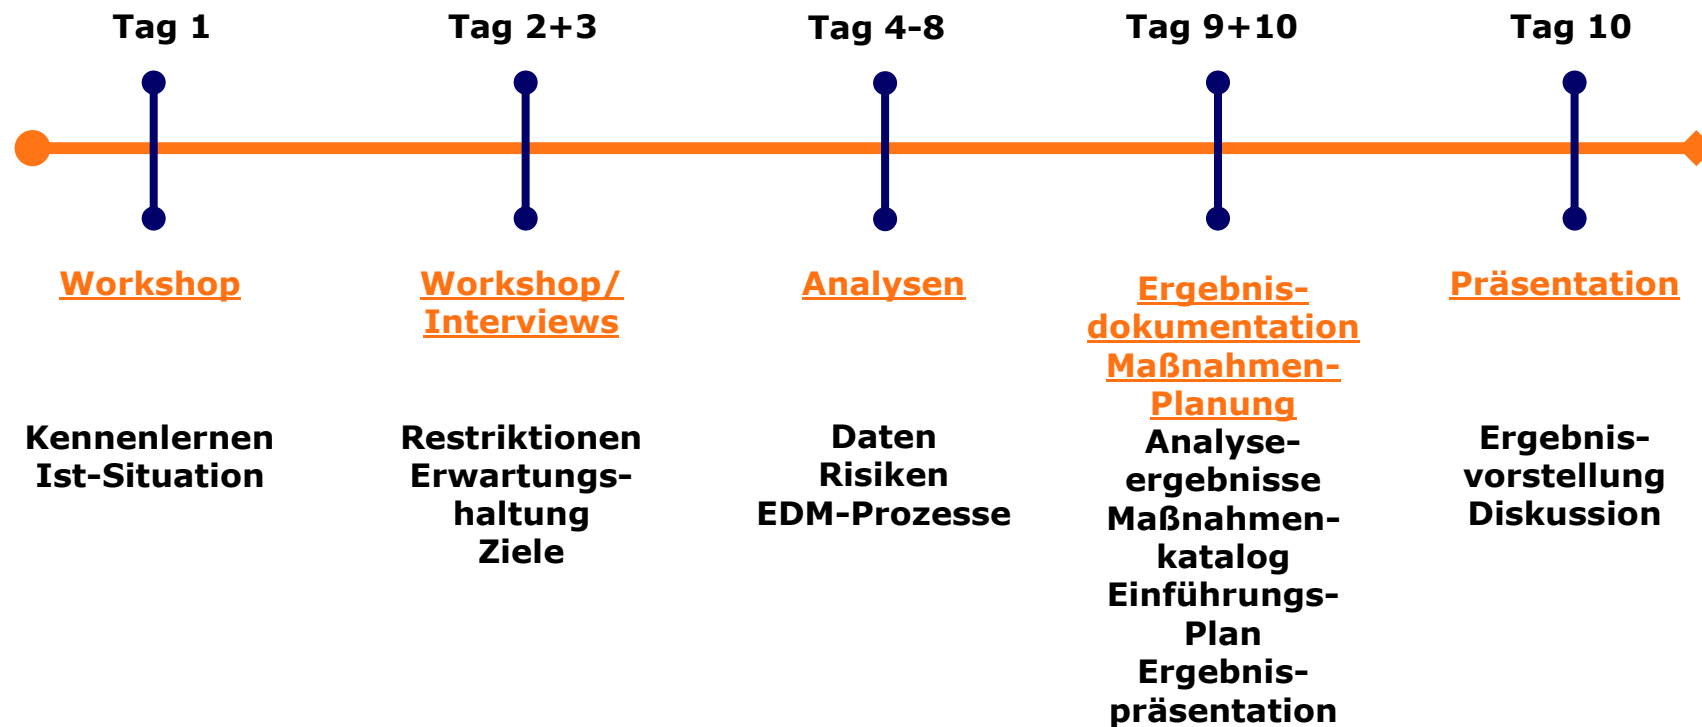 Tag 1
Tag 2+3
Tag 4-8
Tag 9+10
Tag 10
Workshop
Workshop/
Interviews
Analysen
Ergebnis-
dokumentation
Maßnahmen-
Planung
Präsentation
Kennenlernen
Ist-Situation
Restriktionen
Erwartungs-
haltung
Ziele
Daten
Risiken
EDM-Prozesse
Analyse-
ergebnisse
Maßnahmen-
katalog
Einführungs-
Plan
Ergebnis-
präsentation
Ergebnis-
vorstellung
Diskussion